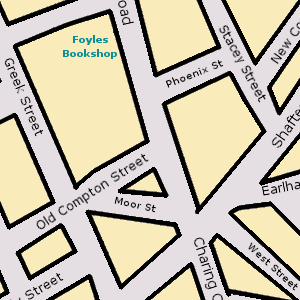 oad
Foyles
Bookshop
Greek Street
Phoenix St
Stacey Street
New Co
Shafte
Old Compton Street
Moor St
Earlha
West Street
Charing C
Street